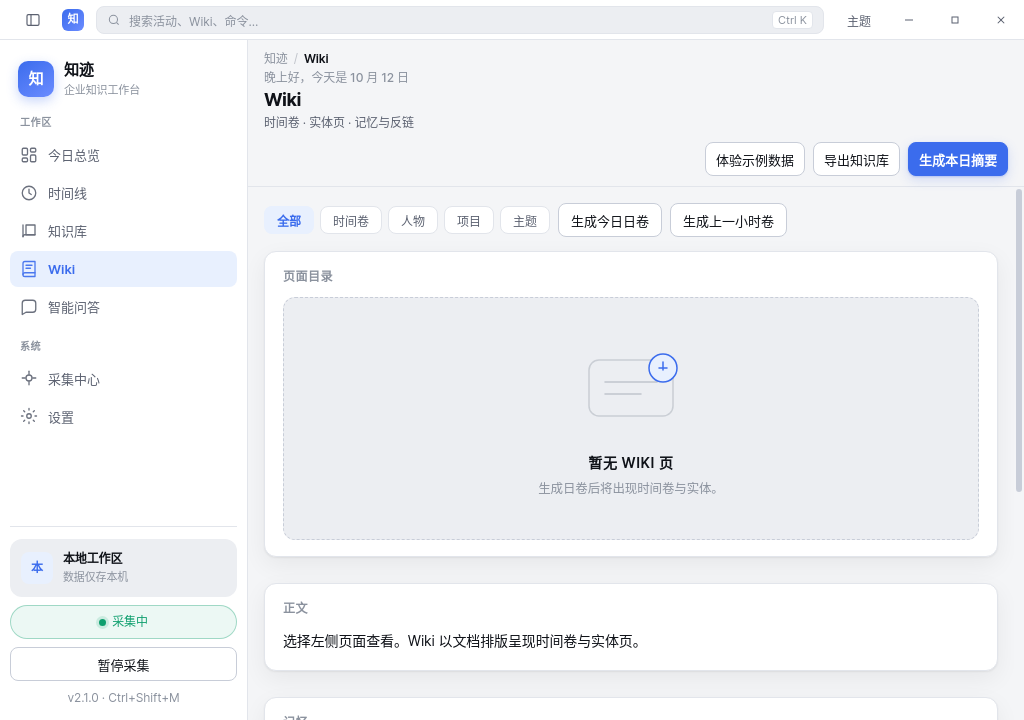 知
搜索活动、Wiki、命令...
Ctrl K
主题
知
知迹
企业知识工作台
工作区
今日总览
时间线
知识库
Wiki
智能问答
系统
采集中心
设置
本
本地工作区
数据仅存本机
采集中
暂停采集
v2.1.0 · Ctrl+Shift+M
知迹 / Wiki
晚上好，今天是 10 月 12 日
Wiki
时间卷 · 实体页 · 记忆与反链
体验示例数据
导出知识库
生成本日摘要
全部
时间卷
人物
项目
主题
生成今日日卷
生成上一小时卷
页面目录
暂无 WIKI 页
生成日卷后将出现时间卷与实体。
正文
选择左侧页面查看。Wiki 以文档排版呈现时间卷与实体页。
记忆